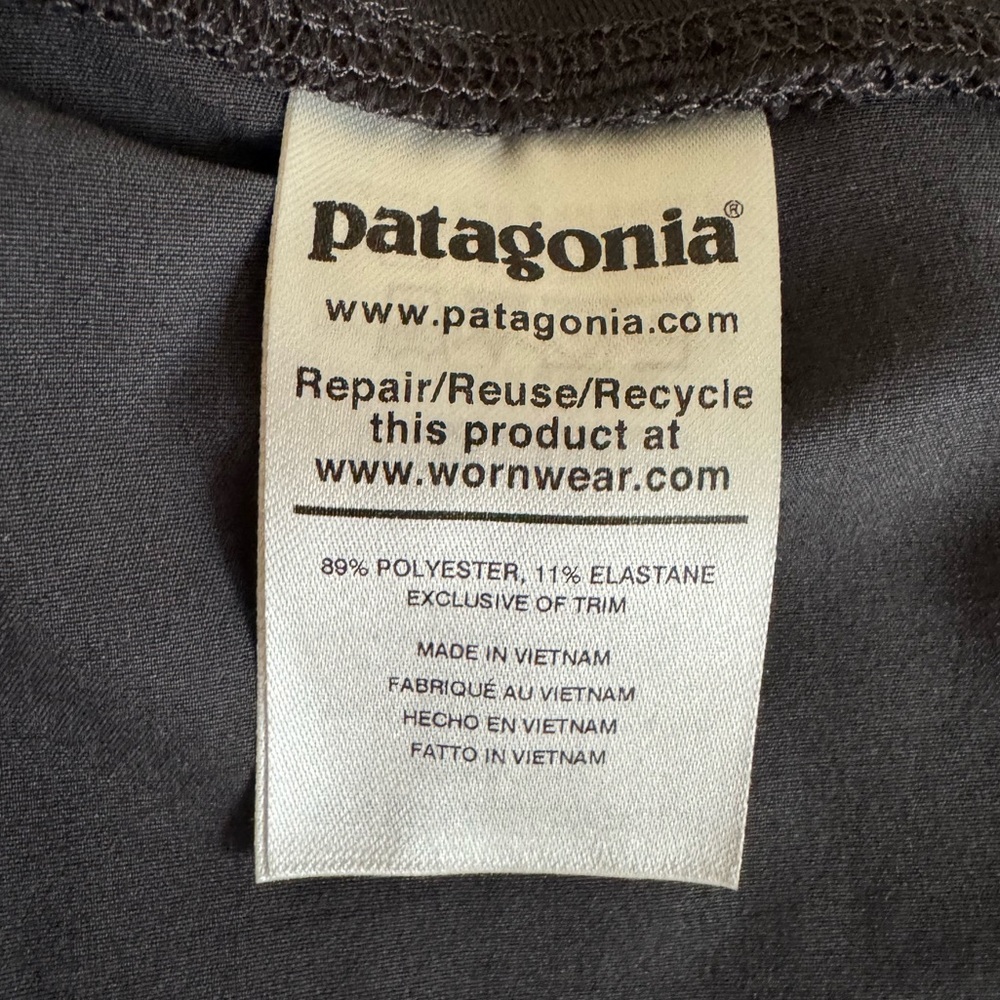 patagonia®
www.patagonia.com
Repair/Reuse/Recycle
this product at
www.wornwear.com
89% POLYESTER, 11% ELASTANE
EXCLUSIVE OF TRIM
MADE IN VIETNAM
FABRIQUÉ AU VIETNAM
HECHO EN VIETNAM
FATTO IN VIETNAM